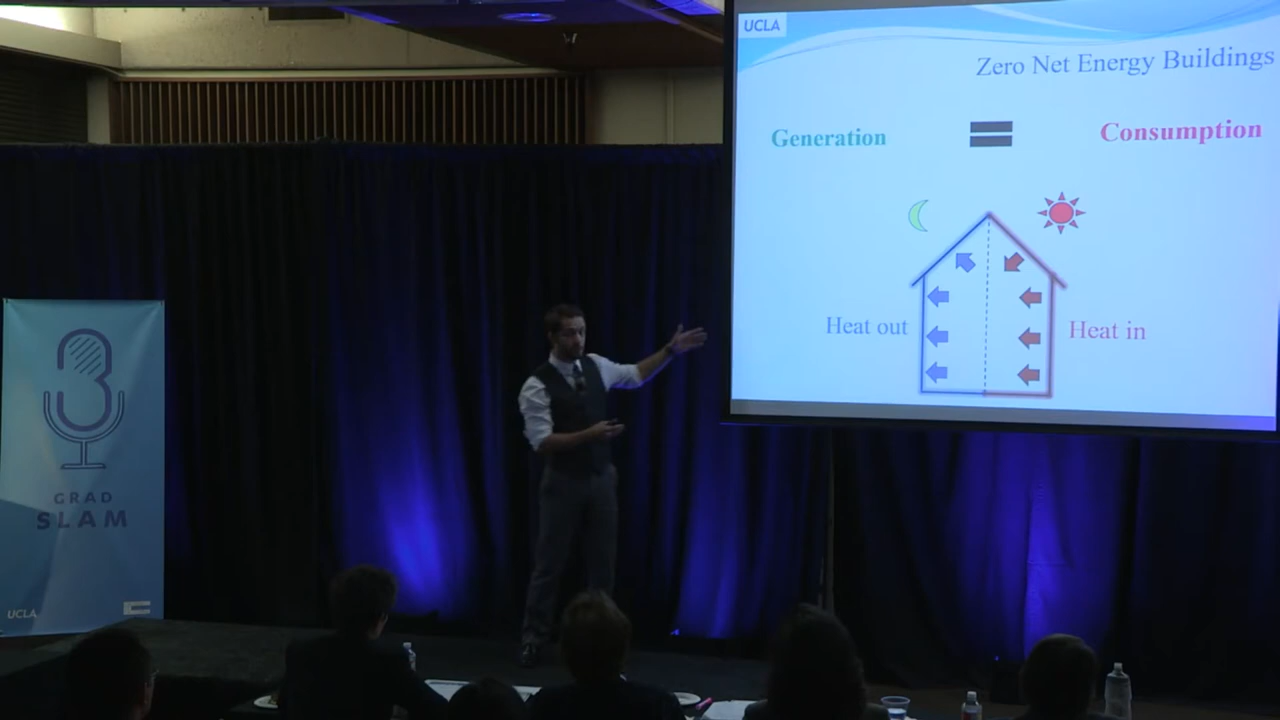 UCLA
Zero Net Energy Buildings
Generation
Consumption
Heat out
Heat in
GRAD
SLAM
UCLA